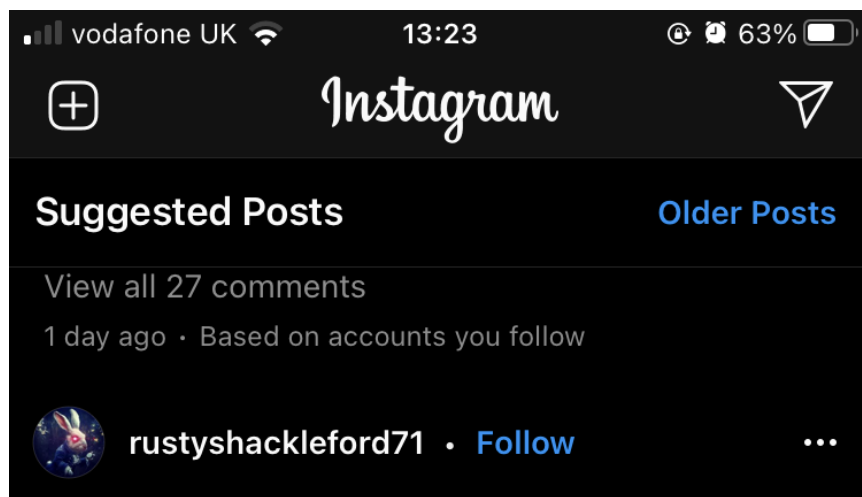 vodafone UK 13:23 63%
Instagram
Suggested Posts Older Posts
View all 27 comments
1 day ago • Based on accounts you follow
rustyshackleford71 • Follow